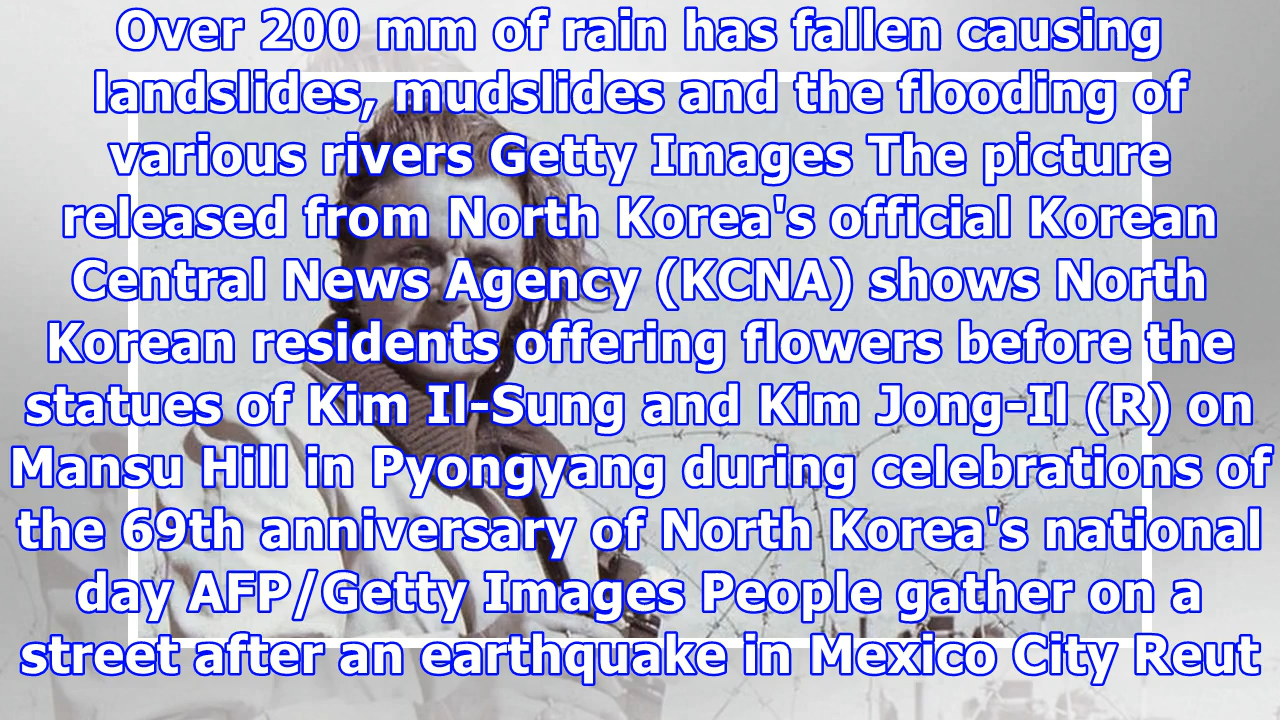 Over 200 mm of rain has fallen causing
landslides, mudslides and the flooding of
various rivers Getty Images The picture
released from North Korea's official Korean
Central News Agency (KCNA) shows North
Korean residents offering flowers before the
statues of Kim Il-Sung and Kim Jong-Il (R) on
Mansu Hill in Pyongyang during celebrations of
the 69th anniversary of North Korea's national
day AFP/Getty Images People gather on a
street after an earthquake in Mexico City Reut